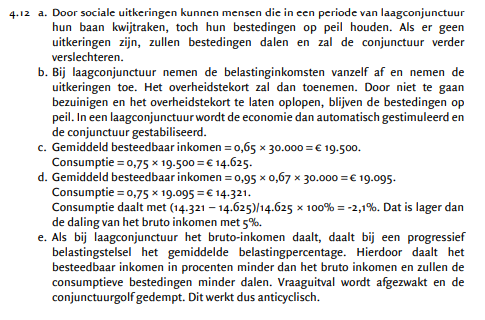 4.12 a. Door sociale uitkeringen kunnen mensen die in een periode van laagconjunctuur
hun baan kwijtraken, toch hun bestedingen op peil houden. Als er geen
uitkeringen zijn, zullen bestedingen dalen en zal de conjunctuur verder
verslechteren.
b. Bij laagconjunctuur nemen de belastinginkomsten vanzelf af en nemen de
uitkeringen toe. Het overheidstekort zal dan toenemen. Door niet te gaan
bezuinigen en het overheidstekort te laten oplopen, blijven de bestedingen op
peil. In een laagconjunctuur wordt de economie dan automatisch gestimuleerd en
de conjunctuur gestabiliseerd.
c. Gemiddeld besteedbaar inkomen = 0,65 × 30.000 = € 19.500.
Consumptie = 0,75 × 19.500 = € 14.625.
d. Gemiddeld besteedbaar inkomen = 0,95 × 0,67 × 30.000 = € 19.095.
Consumptie = 0,75 × 19.095 = € 14.321.
Consumptie daalt met (14.321 – 14.625)/14.625 × 100% = -2,1%. Dat is lager dan
de daling van het bruto inkomen met 5%.
e. Als bij laagconjunctuur het bruto-inkomen daalt, daalt bij een progressief
belastingstelsel het gemiddelde belastingpercentage. Hierdoor daalt het
besteedbaar inkomen in procenten minder dan het bruto inkomen en zullen de
consumptieve bestedingen minder dalen. Vraaguitval wordt afgezwakt en de
conjunctuurgolf gedempt. Dit werkt dus anticyclisch.